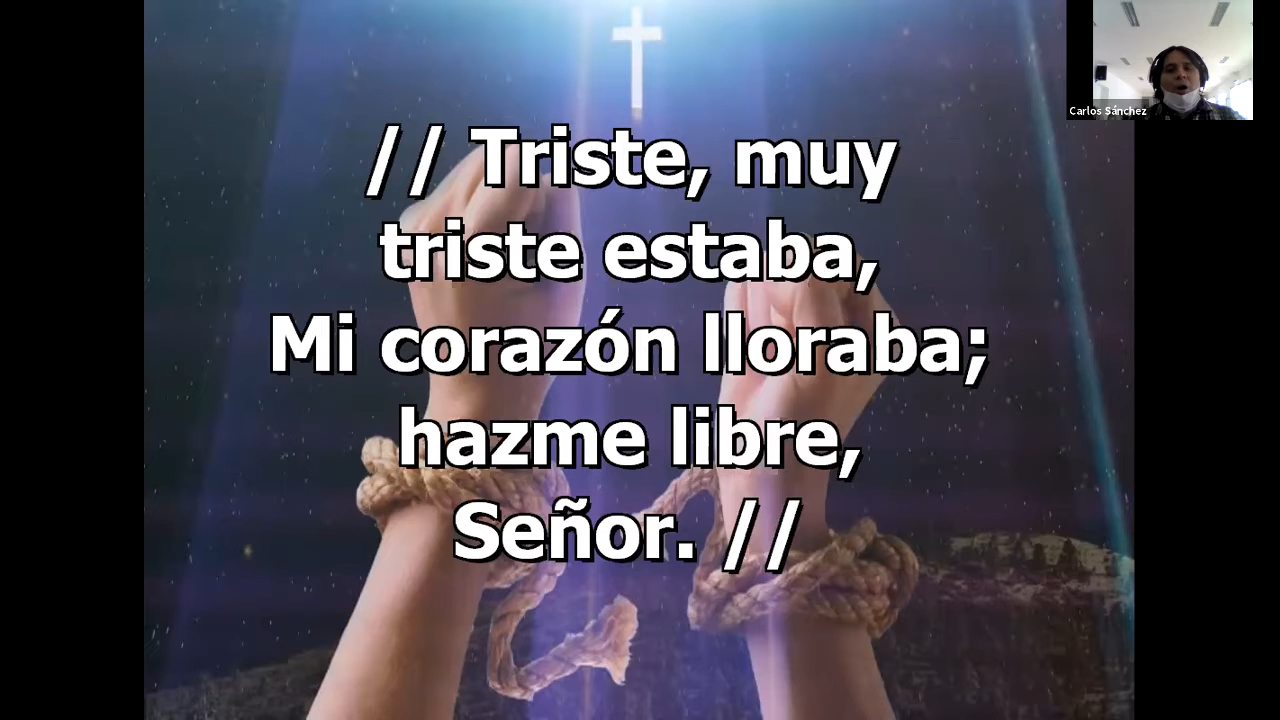 Carlos Sánchez
// Triste, muy
triste estaba,
Mi corazón lloraba;
hazme libre,
Señor. //